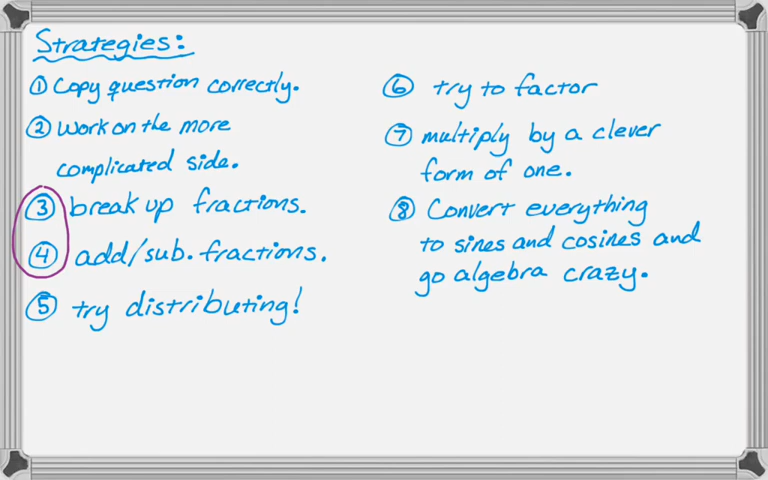 Strategies:
① Copy question correctly.
② Work on the more
complicated side.
③ break up fractions.
④ add/sub. fractions.
⑤ try distributing!
⑥ try to factor
⑦ multiply by a clever
form of one.
⑧ Convert everything
to sines and cosines and
go algebra crazy.